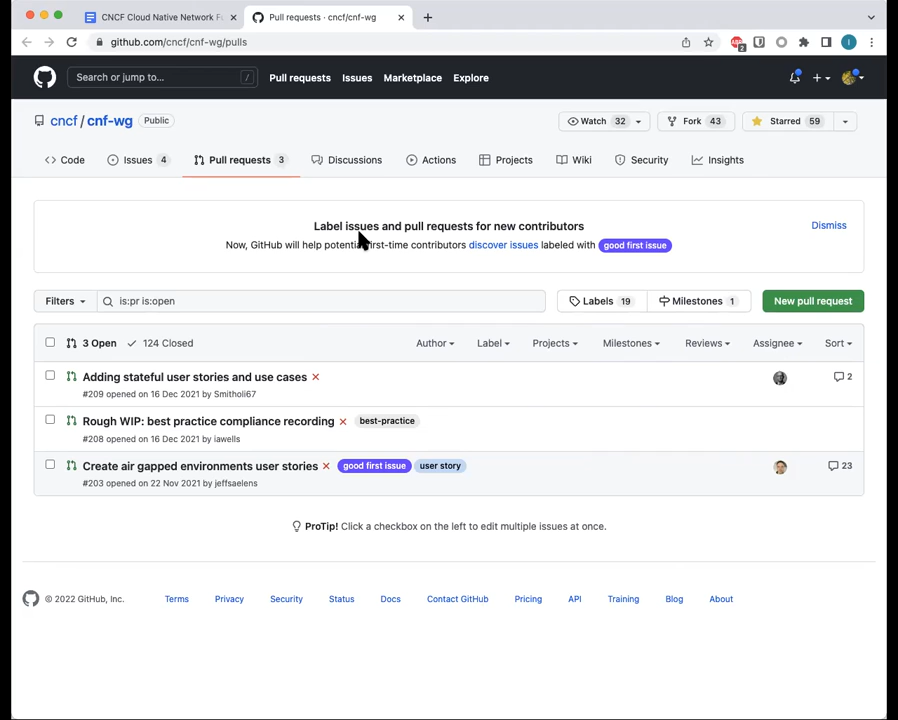 CNCF Cloud Native Network Fu
Pull requests · cncf/cnf-wg
github.com/cncf/cnf-wg/pulls
2
I
Search or jump to...
/
Pull requests
Issues
Marketplace
Explore
cncf / cnf-wg
Public
Watch 32
Fork 43
Starred 59
Code
Issues 4
Pull requests 3
Discussions
Actions
Projects
Wiki
Security
Insights
Label issues and pull requests for new contributors
Dismiss
Now, GitHub will help potential first-time contributors discover issues labeled with good first issue
Filters
is:pr is:open
Labels 19
Milestones 1
New pull request
3 Open
124 Closed
Author
Label
Projects
Milestones
Reviews
Assignee
Sort
Adding stateful user stories and use cases
2
#209 opened on 16 Dec 2021 by Smitholi67
Rough WIP: best practice compliance recording best-practice
#208 opened on 16 Dec 2021 by iawells
Create air gapped environments user stories good first issue user story
23
#203 opened on 22 Nov 2021 by jeffsaelens
ProTip! Click a checkbox on the left to edit multiple issues at once.
© 2022 GitHub, Inc.
Terms
Privacy
Security
Status
Docs
Contact GitHub
Pricing
API
Training
Blog
About